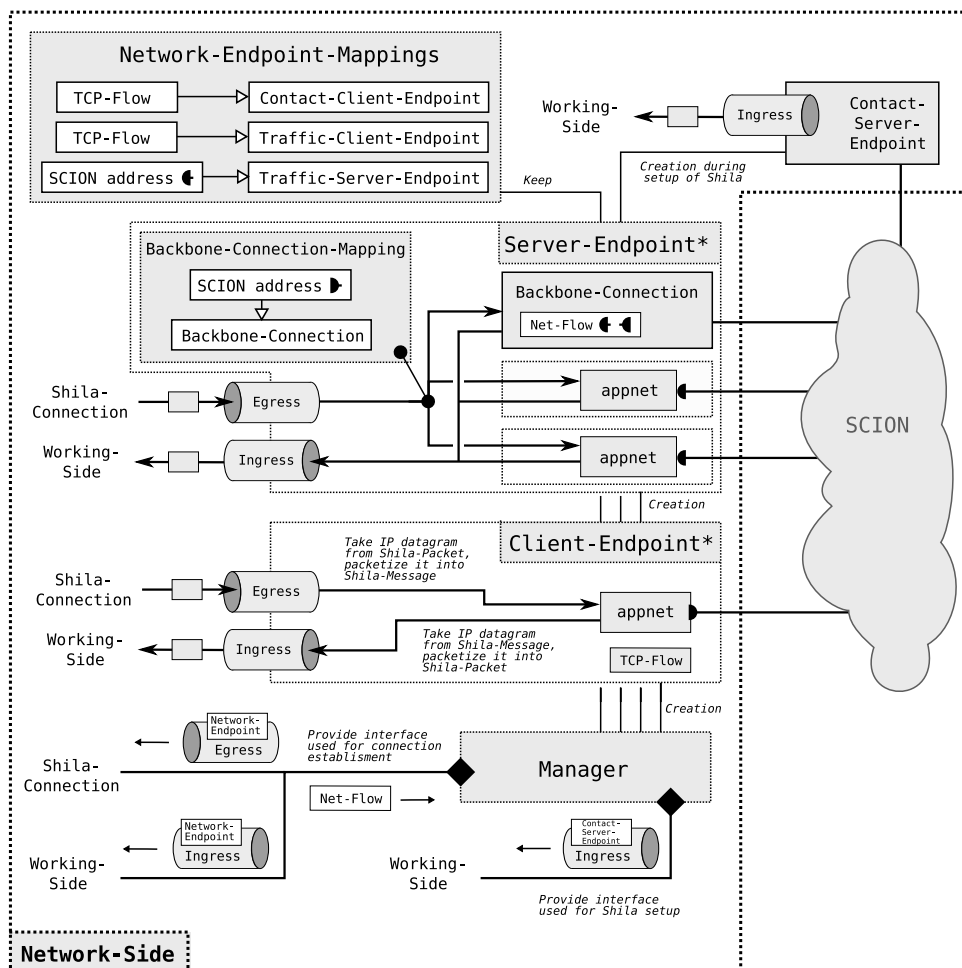 Network-Endpoint-Mappings
TCP-Flow
Contact-Client-Endpoint
TCP-Flow
Traffic-Client-Endpoint
SCION address
Traffic-Server-Endpoint
Working-
Side
Ingress
Contact-
Server-
Endpoint
Creation during
setup of Shila
Keep
Server-Endpoint*
Backbone-Connection-Mapping
SCION address
Backbone-Connection
Backbone-Connection
Net-Flow
Shila-
Connection
Egress
appnet
Working-
Side
Ingress
appnet
SCION
Creation
Client-Endpoint*
Take IP datagram
from Shila-Packet,
packetize it into
Shila-Message
Shila-
Connection
Egress
appnet
Working-
Side
Ingress
Take IP datagram
from Shila-Message,
packetize it into
Shila-Packet
TCP-Flow
Creation
Network-
Endpoint
Egress
Provide interface
used for connection
establisment
Manager
Shila-
Connection
Net-Flow
Network-
Endpoint
Ingress
Working-
Side
Contact-
Server-
Endpoint
Ingress
Working-
Side
Provide interface
used for Shila setup
Network-Side